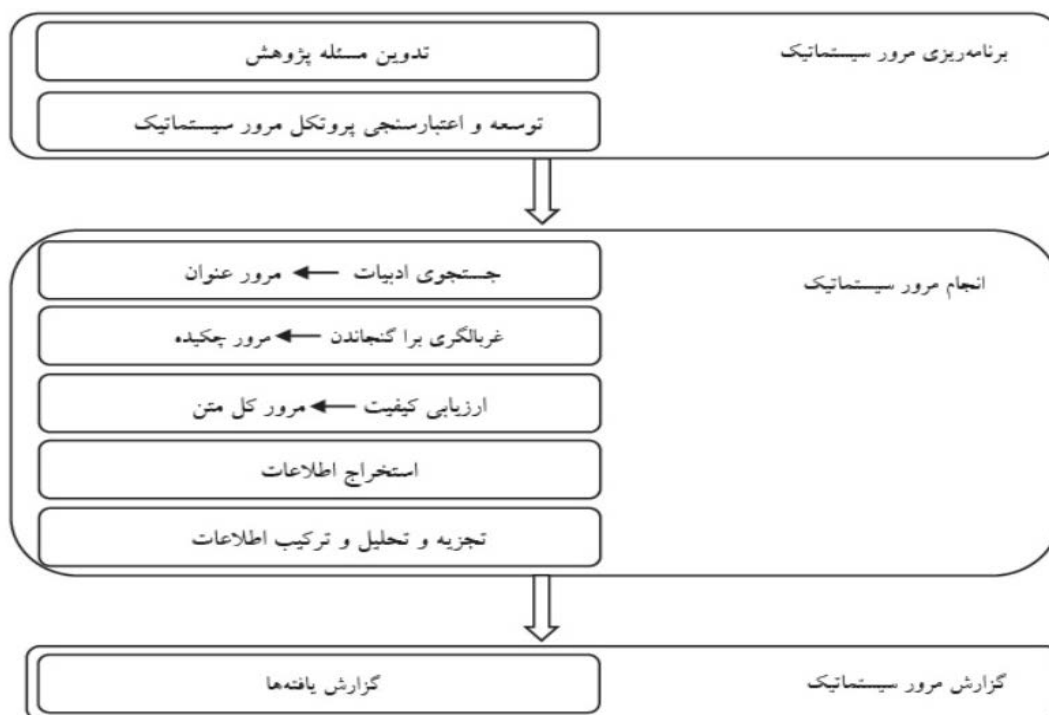 برنامه‌ریزی مرور سیستماتیک
تدوین مسئله پژوهش
توسعه و اعتبارسنجی پروتکل مرور سیستماتیک
انجام مرور سیستماتیک
جستجوی ادبیات ← مرور عنوان
غربالگری برا گنجاندن ← مرور چکیده
ارزیابی کیفیت ← مرور کل متن
استخراج اطلاعات
تجزیه و تحلیل و ترکیب اطلاعات
گزارش مرور سیستماتیک
گزارش یافته‌ها